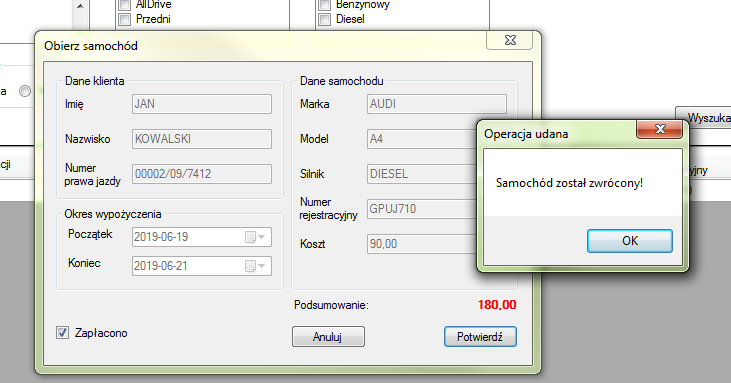 AllDrive
Przedni
Benzynowy
Diesel
Obierz samochód
Dane klienta
Imię JAN
Nazwisko KOWALSKI
Numer
prawa jazdy 00002/09/7412
Okres wypożyczenia
Początek 2019-06-19
Koniec 2019-06-21
Dane samochodu
Marka AUDI
Model A4
Silnik DIESEL
Numer
rejestracyjny GPUJ710
Koszt 90,00
Podsumowanie: 180,00
Zapłacono
Anuluj
Potwierdź
Operacja udana
Samochód został zwrócony!
OK
Wyszuka
cji
yjny
a